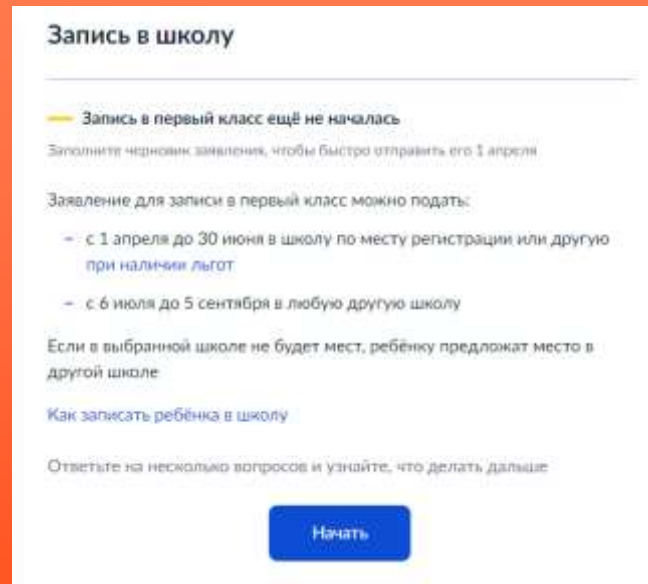 Запись в школу
Запись в первый класс ещё не началась
Заполните черновик заявления, чтобы быстро отправить его 1 апреля
Заявление для записи в первый класс можно подать:
– с 1 апреля до 30 июня в школу по месту регистрации или другую
при наличии льгот
– с 6 июля до 5 сентября в любую другую школу
Если в выбранной школе не будет мест, ребёнку предложат место в
другой школе
Как записать ребёнка в школу
Ответьте на несколько вопросов и узнайте, что делать дальше
Начать